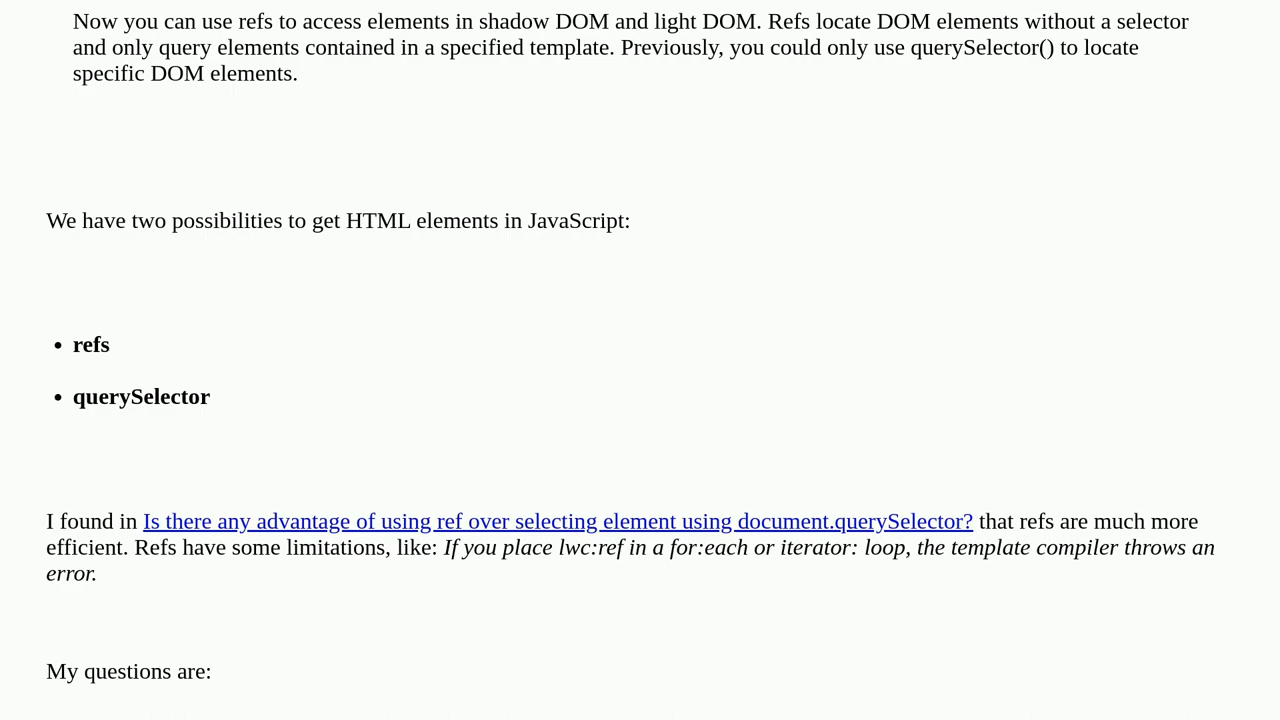 Now you can use refs to access elements in shadow DOM and light DOM. Refs locate DOM elements without a selector
and only query elements contained in a specified template. Previously, you could only use querySelector() to locate
specific DOM elements.
We have two possibilities to get HTML elements in JavaScript:
• refs
• querySelector
I found in Is there any advantage of using ref over selecting element using document.querySelector? that refs are much more
efficient. Refs have some limitations, like: If you place lwc:ref in a for:each or iterator: loop, the template compiler throws an
error.
My questions are: